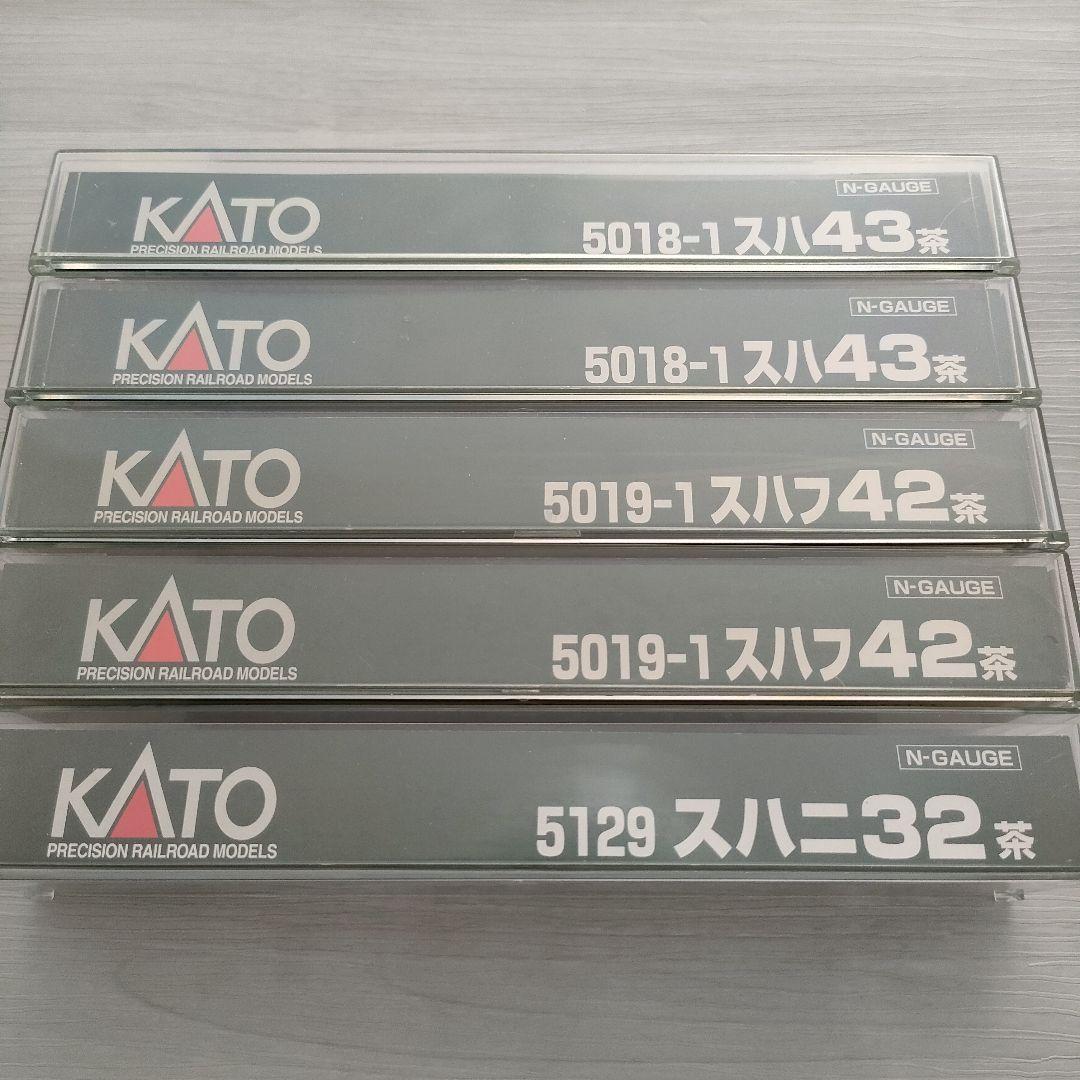 KATO
PRECISION RAILROAD MODELS
N-GAUGE
5018-1 スハ43茶
KATO
PRECISION RAILROAD MODELS
N-GAUGE
5018-1 スハ43茶
KATO
PRECISION RAILROAD MODELS
N-GAUGE
5019-1 スハフ42茶
KATO
PRECISION RAILROAD MODELS
N-GAUGE
5019-1 スハフ42茶
KATO
PRECISION RAILROAD MODELS
N-GAUGE
5129 スハニ32茶